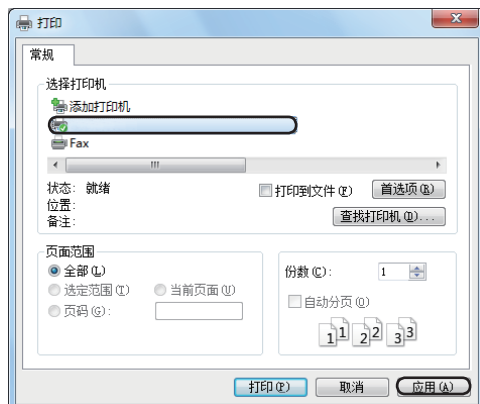 打印
常规
选择打印机
添加打印机
Fax
状态: 就绪
打印到文件(F)
首选项(R)
位置:
备注:
查找打印机(D)...
页面范围
全部(L)
选定范围(T)
当前页面(U)
页码(G):
份数(C): 1
自动分页(O)
1 1 2 2 3 3
打印(P)
取消
应用(A)